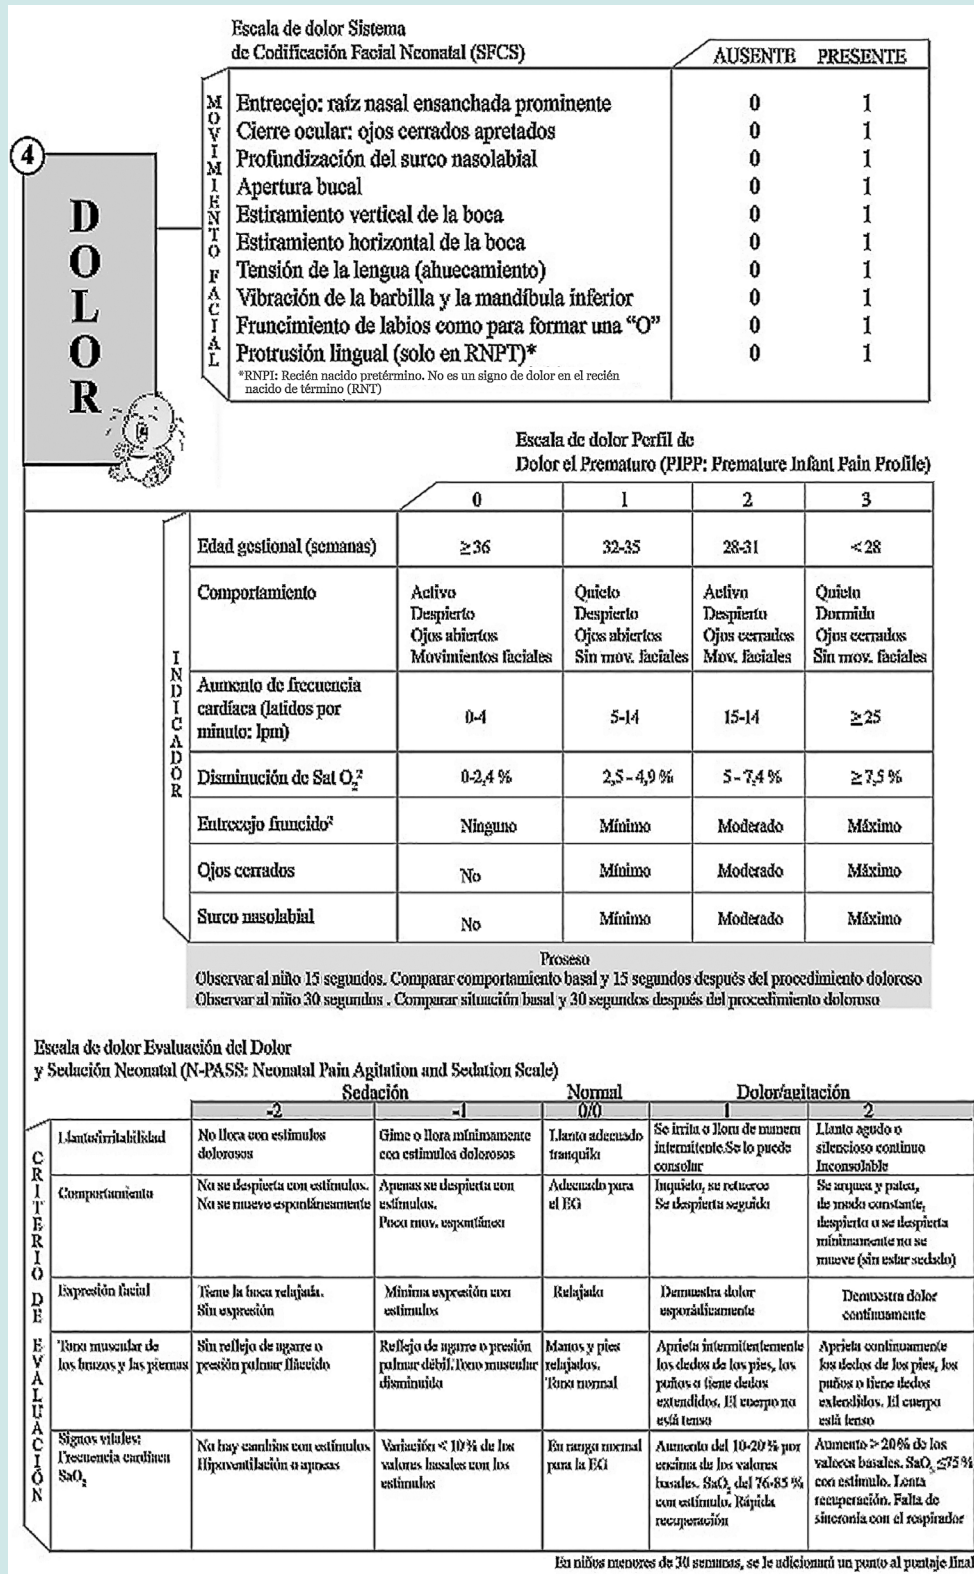 Escala de dolor Sistema
de Codificación Facial Neonatal (SFCS)
AUSENTE PRESENTE
MOVIMIENTO FACIAL
Entrecejo: raíz nasal ensanchada prominente 0 1
Cierre ocular: ojos cerrados apretados 0 1
Profundización del surco nasolabial 0 1
Apertura bucal 0 1
Estiramiento vertical de la boca 0 1
Estiramiento horizontal de la boca 0 1
Tensión de la lengua (ahuecamiento) 0 1
Vibración de la barbilla y la mandíbula inferior 0 1
Fruncimiento de labios como para formar una “O” 0 1
Protrusión lingual (solo en RNPT)* 0 1
*RNPI: Recién nacido pretérmino. No es un signo de dolor en el recién
nacido de término (RNT)
4
DOLOR
Escala de dolor Perfil de
Dolor el Prematuro (PIPP: Premature Infant Pain Profile)
0 1 2 3
INDICADOR
Edad gestional (semanas) ≥36 32-35 28-31 <28
Comportamiento Activo Quieto Activo Quieto
Despierto Despierto Despierto Dormido
Ojos abiertos Ojos abiertos Ojos cerrados Ojos cerrados
Movimientos faciales Sin mov. faciales Mov. faciales Sin mov. faciales
Aumento de frecuencia
cardíaca (latidos por 0-4 5-14 15-14 ≥25
minuto: lpm)
Disminución de Sat O₂² 0-2,4 % 2,5 - 4,9 % 5 - 7,4 % ≥7,5 %
Entrecejo fruncido³ Ninguno Mínimo Moderado Máximo
Ojos cerrados No Mínimo Moderado Máximo
Surco nasolabial No Mínimo Moderado Máximo
Proseso
Observar al niño 15 segundos. Comparar comportamiento basal y 15 segundos después del procedimiento doloroso
Observar al niño 30 segundos . Comparar situación basal y 30 segundos después del procedimiento doloroso
Escala de dolor Evaluación del Dolor
y Sedación Neonatal (N-PASS: Neonatal Pain Agitation and Sedation Scale)
Sedación Normal Dolor/agitación
-2 -1 0/0 1 2
CRITERIO DE EVALUACIÓN
Llanto/irritabilidad
No llora con estímulos
dolorosos
Gime o llora mínimamente
con estimulos dolorosos
Llanto adecuado
tranquilo
Se irrita o llora de manera
intermitente.Se lo puede
consolar
Llanto agudo o
silencioso continuo
Inconsolable
Comportamiento
No se despierta con estímulos.
No se mueve espontáneamente
Apenas se despierta con
estímulos.
Poco mov. espontáneo
Adecuado para
el EG
Inquieto, se retuerce
Se despierta seguido
Se arquea y patea,
de modo constante,
despierto o se despierta
mínimamente no se
mueve (sin estar sedado)
Expresión facial
Tiene la boca relajada.
Sin expresión
Mínima expresión con
estímulos
Relajada
Demuestra dolor
esporádicamente
Demuestra dolor
continuamente
Tono muscular de
los brazos y las piernas
Sin reflejo de agarre o
presión palmar fláccido
Reflejo de agarre o presión
palmar débil.Tono muscular
disminuido
Manos y pies
relajados.
Tono normal
Aprieta intermitentemente
los dedos de los pies, los
puños o tiene dedos
extendidos. El cuerpo no
está tenso
Aprieta continuamente
los dedos de los pies, los
puños o tiene dedos
extendidos. El cuerpo
está tenso
Signos vitales:
Frecuencia cardíaca
SaO₂
No hay cambios con estímulos
Hipoventilación o apneas
Variación < 10 % de los
valores basales con los
estímulos
En rango normal
para la EG
Aumento del 10-20 % por
encima de los valores
basales. SaO₂ del 76-85 %
con estímulo. Rápida
recuperación
Aumento > 20 % de los
valores basales. SaO₂ ≤75 %
con estímulo. Lenta
recuperación. Falta de
sincronía con el respirador
En niños menores de 30 semanas, se le adicionará un punto al puntaje final